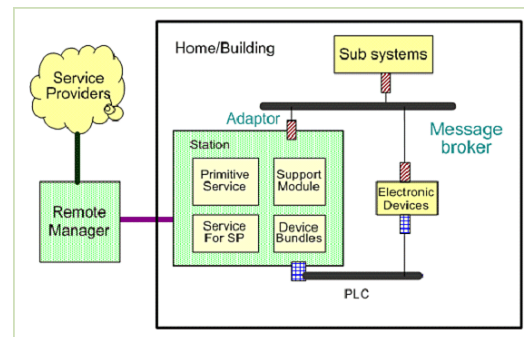 Home/Building
Sub systems
Service
Providers
Adaptor
Message
broker
Station
Primitive
Service
Support
Module
Electronic
Devices
Remote
Manager
Service
For SP
Device
Bundles
PLC